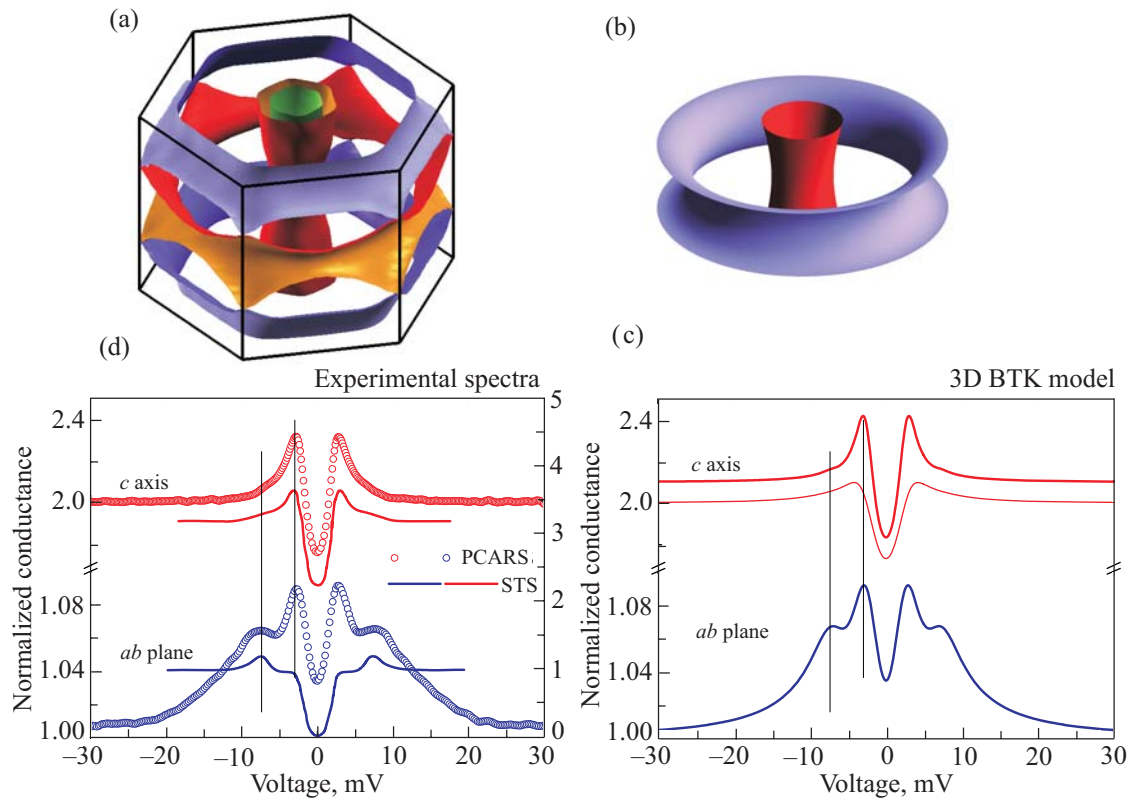 (a)
(b)
(d)
Experimental spectra
5
2.4
4
c axis
2.0
3
PCARS
STS
2
1.08
ab plane
1.04
1
1.00
0
Normalized conductance
–30
–20
–10
0
10
20
30
Voltage, mV
(c)
3D BTK model
2.4
c axis
2.0
1.08
ab plane
1.04
1.00
Normalized conductance
–30
–20
–10
0
10
20
30
Voltage, mV